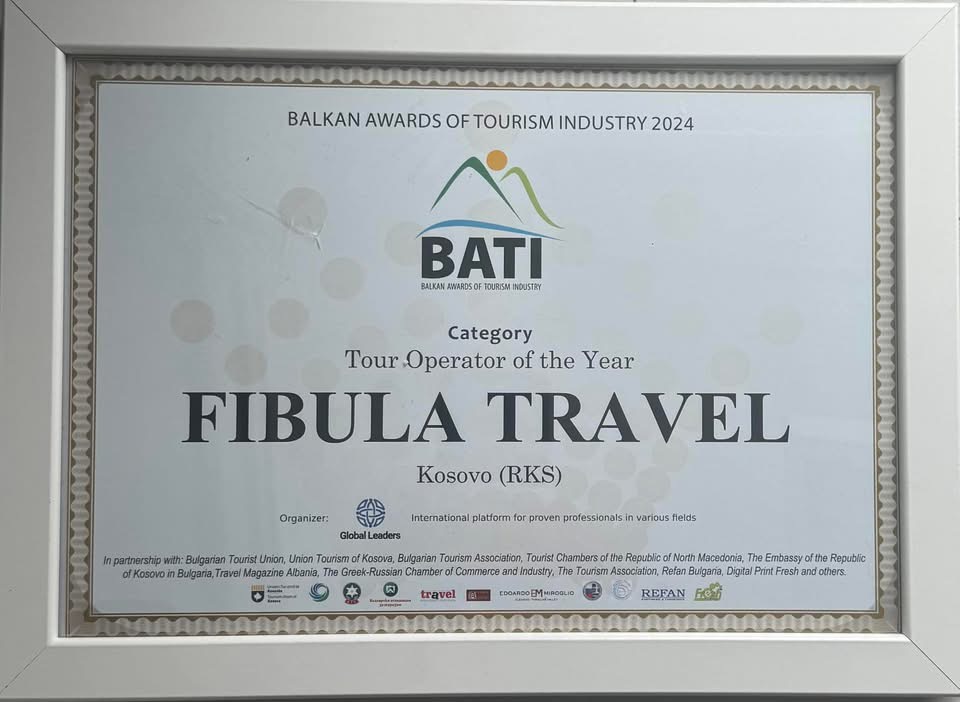 BALKAN AWARDS OF TOURISM INDUSTRY 2024
BATI
BALKAN AWARDS OF TOURISM INDUSTRY
Category
Tour Operator of the Year
FIBULA TRAVEL
Kosovo (RKS)
Organizer:
Global Leaders
International platform for proven professionals in various fields
In partnership with: Bulgarian Tourist Union, Union Tourism of Kosova, Bulgarian Tourism Association, Tourist Chambers of the Republic of North Macedonia, The Embassy of the Republic
of Kosovo in Bulgaria,Travel Magazine Albania, The Greek-Russian Chamber of Commerce and Industry, The Tourism Association, Refan Bulgaria, Digital Print Fresh and others.
travel
EDOARDO EM MIROGLIO
REFAN